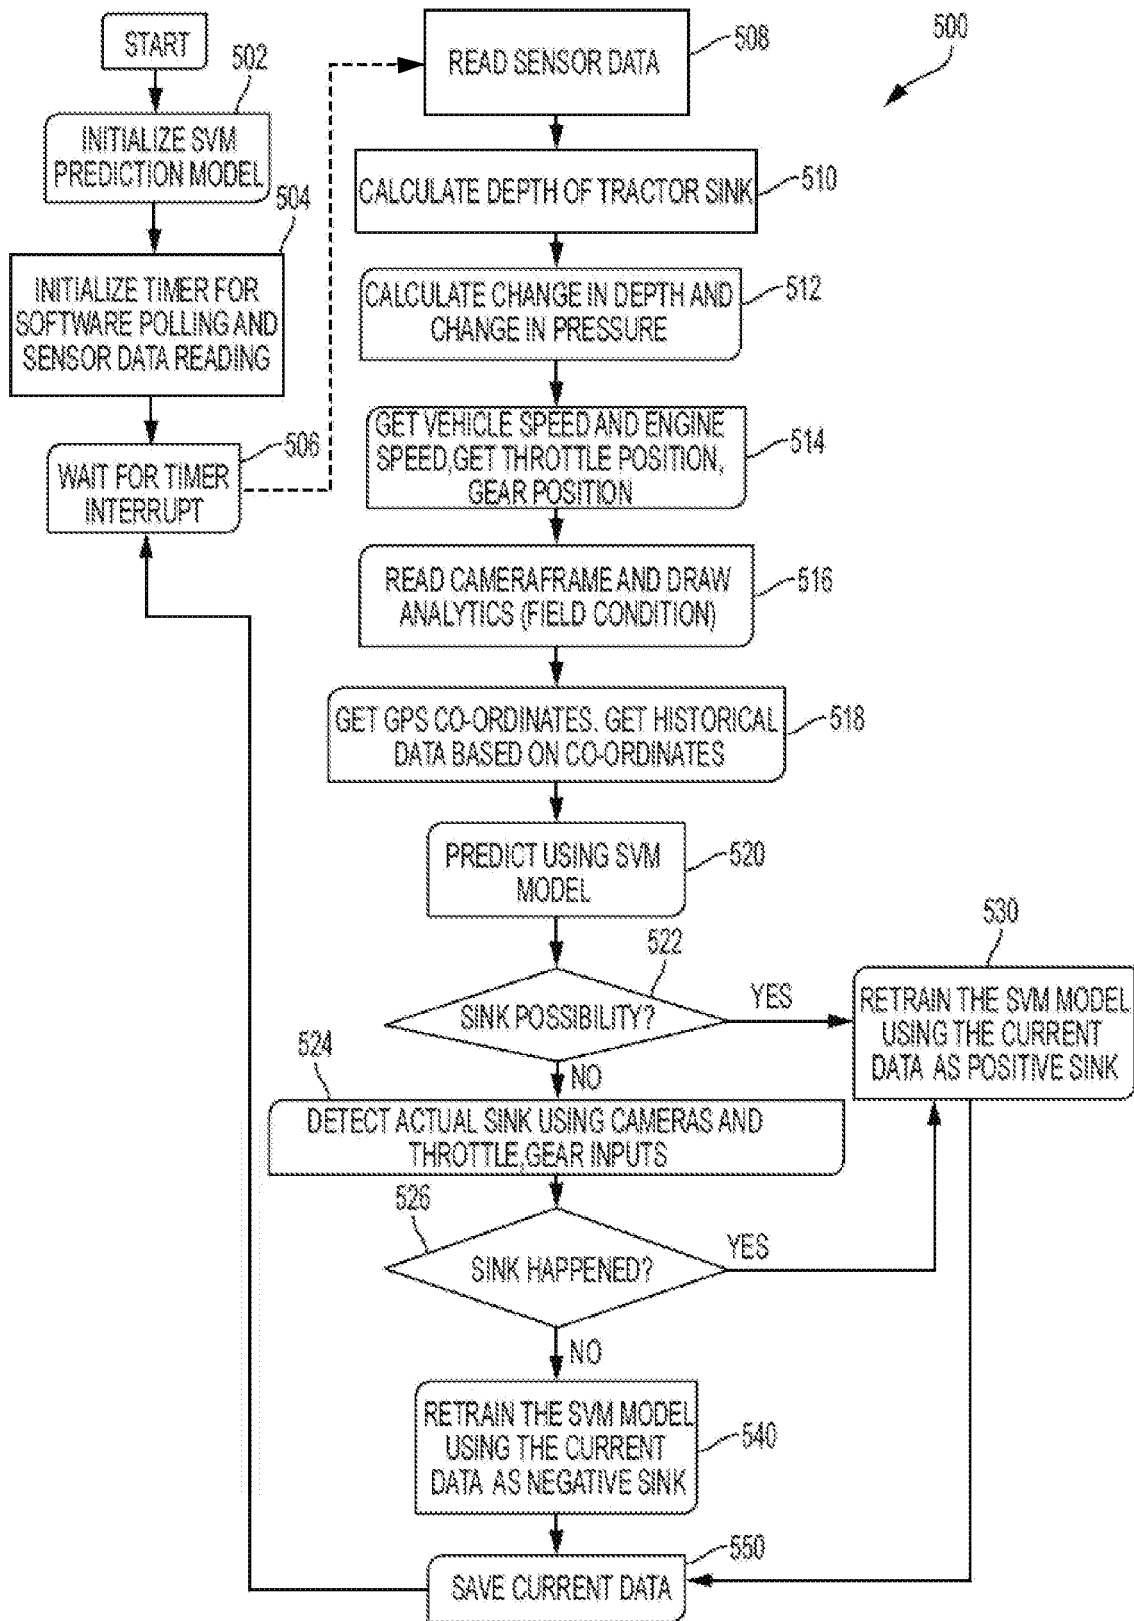 START
502
INITIALIZE SVM
PREDICTION MODEL
504
INITIALIZE TIMER FOR
SOFTWARE POLLING AND
SENSOR DATA READING
506
WAIT FOR TIMER
INTERRUPT
500
READ SENSOR DATA
508
CALCULATE DEPTH OF TRACTOR SINK
510
CALCULATE CHANGE IN DEPTH AND
CHANGE IN PRESSURE
512
GET VEHICLE SPEED AND ENGINE
SPEED,GET THROTTLE POSITION,
GEAR POSITION
514
READ CAMERAFRAME AND DRAW
ANALYTICS (FIELD CONDITION)
516
GET GPS CO-ORDINATES. GET HISTORICAL
DATA BASED ON CO-ORDINATES
518
PREDICT USING SVM
MODEL
520
522
SINK POSSIBILITY?
YES
NO
530
RETRAIN THE SVM MODEL
USING THE CURRENT
DATA AS POSITIVE SINK
524
DETECT ACTUAL SINK USING CAMERAS AND
THROTTLE,GEAR INPUTS
526
SINK HAPPENED?
YES
NO
RETRAIN THE SVM MODEL
USING THE CURRENT
DATA AS NEGATIVE SINK
540
550
SAVE CURRENT DATA